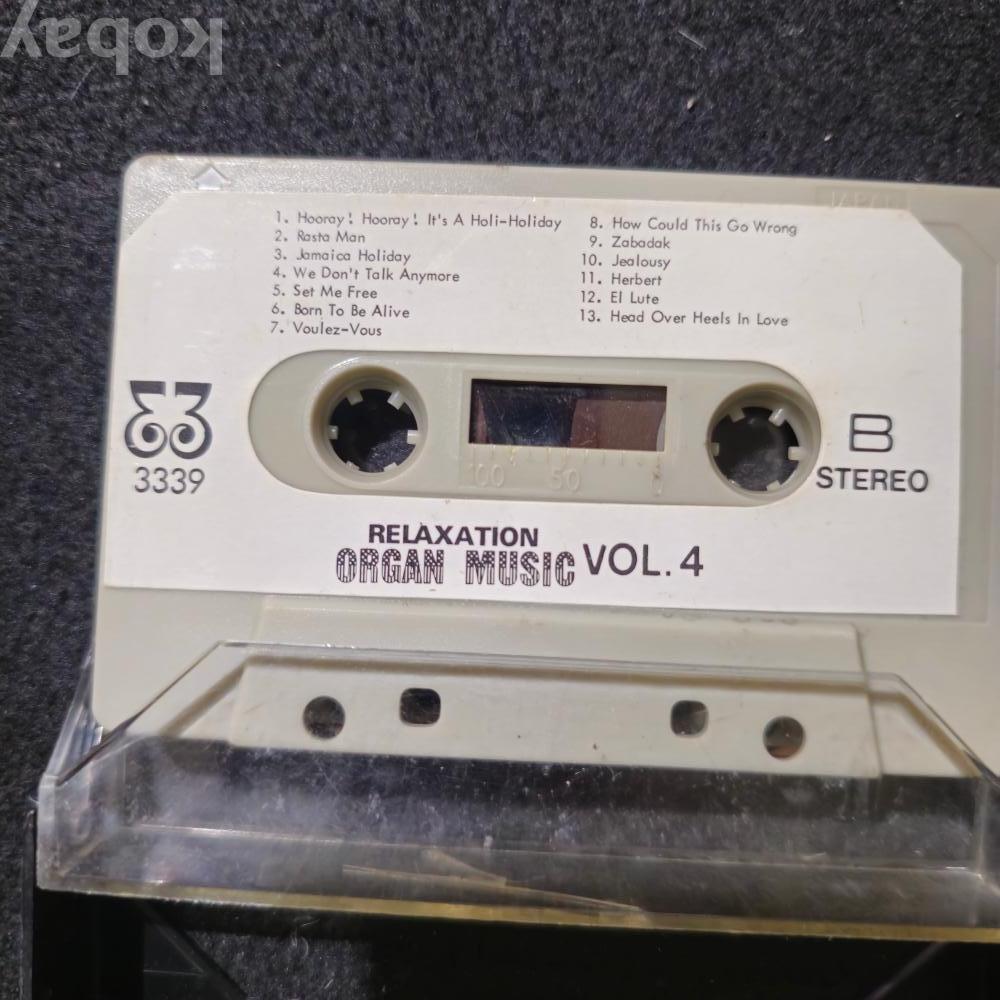 kobay
JAPAN
1. Hooray! Hooray! It's A Holi-Holiday
2. Rasta Man
3. Jamaica Holiday
4. We Don't Talk Anymore
5. Set Me Free
6. Born To Be Alive
7. Voulez-Vous
8. How Could This Go Wrong
9. Zabadak
10. Jealousy
11. Herbert
12. El Lute
13. Head Over Heels In Love
3339
100 50 0
B
STEREO
RELAXATION
ORGAN MUSIC VOL. 4